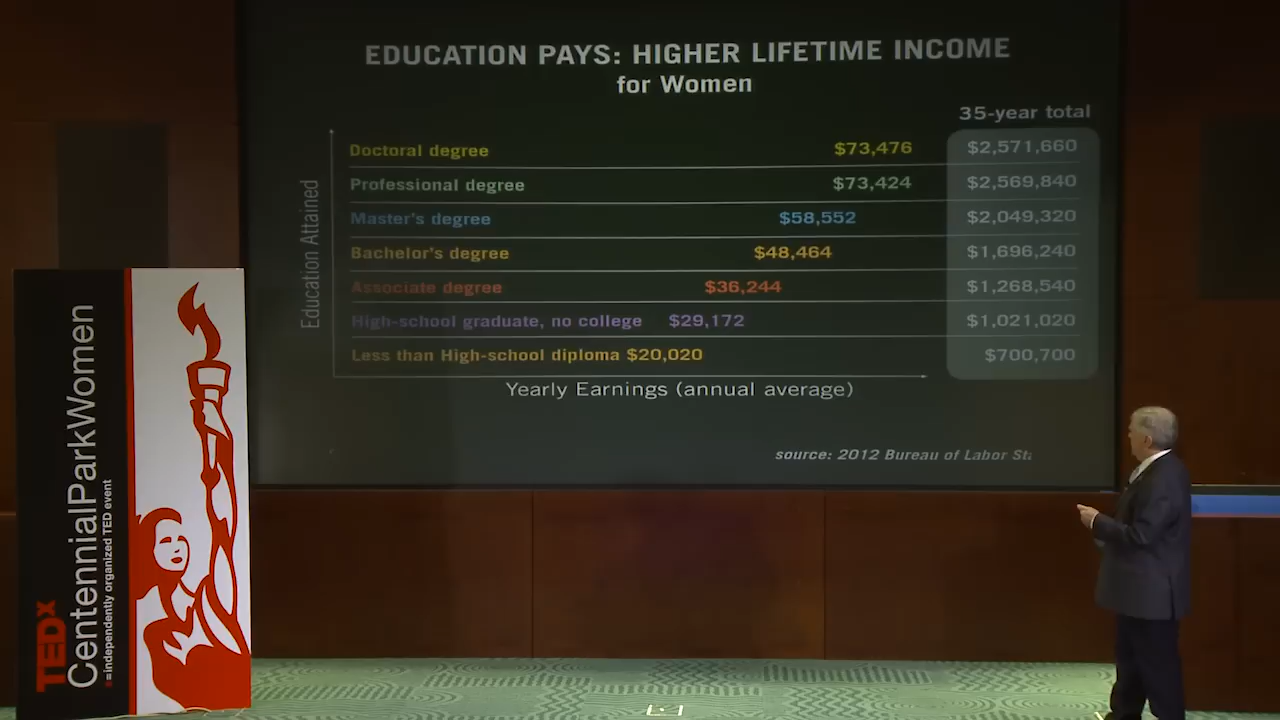 EDUCATION PAYS: HIGHER LIFETIME INCOME
for Women
35-year total
Education Attained
Doctoral degree $73,476 $2,571,660
Professional degree $73,424 $2,569,840
Master's degree $58,552 $2,049,320
Bachelor's degree $48,464 $1,696,240
Associate degree $36,244 $1,268,540
High-school graduate, no college $29,172 $1,021,020
Less than High-school diploma $20,020 $700,700
Yearly Earnings (annual average)
source: 2012 Bureau of Labor
TEDx
CentennialParkWomen
= independently organized TED event